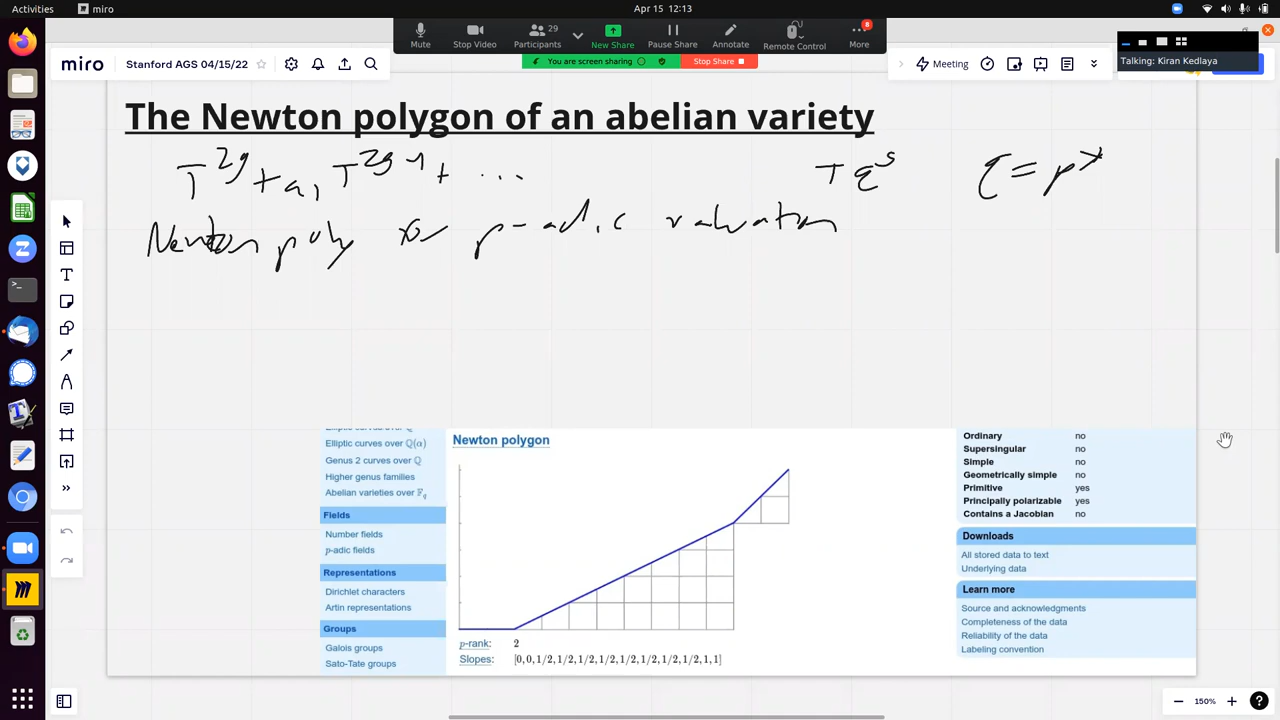 Activities
miro
Apr 15 12:13
Mute
Stop Video
29
Participants
New Share
Pause Share
Annotate
Remote Control
8
More
You are screen sharing
Stop Share
Talking: Kiran Kedlaya
miro
Stanford AGS 04/15/22
Meeting
The Newton polygon of an abelian variety
T^{2g} + a_1 T^{2g-1} + ...
Newton poly for p-adic valuation
Elliptic curves over ℚ
Elliptic curves over ℚ(α)
Genus 2 curves over ℚ
Higher genus families
Abelian varieties over 𝔽_q
Fields
Number fields
p-adic fields
Representations
Dirichlet characters
Artin representations
Groups
Galois groups
Sato-Tate groups
Newton polygon
p-rank: 2
Slopes: [0,0,1/2,1/2,1/2,1/2,1/2,1/2,1/2,1/2,1,1]
Ordinary no
Supersingular no
Simple no
Geometrically simple no
Primitive yes
Principally polarizable yes
Contains a Jacobian no
Downloads
All stored data to text
Underlying data
Learn more
Source and acknowledgments
Completeness of the data
Reliability of the data
Labeling convention
150%